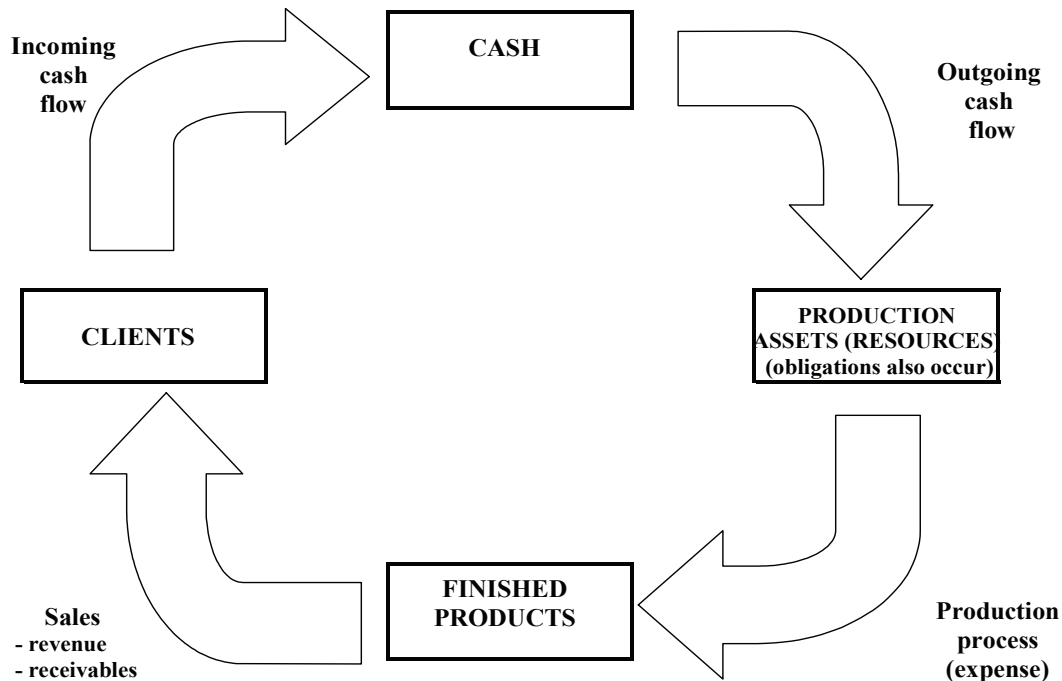 Incoming
cash
flow
CASH
Outgoing
cash
flow
CLIENTS
PRODUCTION
ASSETS (RESOURCES)
(obligations also occur)
FINISHED
PRODUCTS
Sales
- revenue
- receivables
Production
process
(expense)